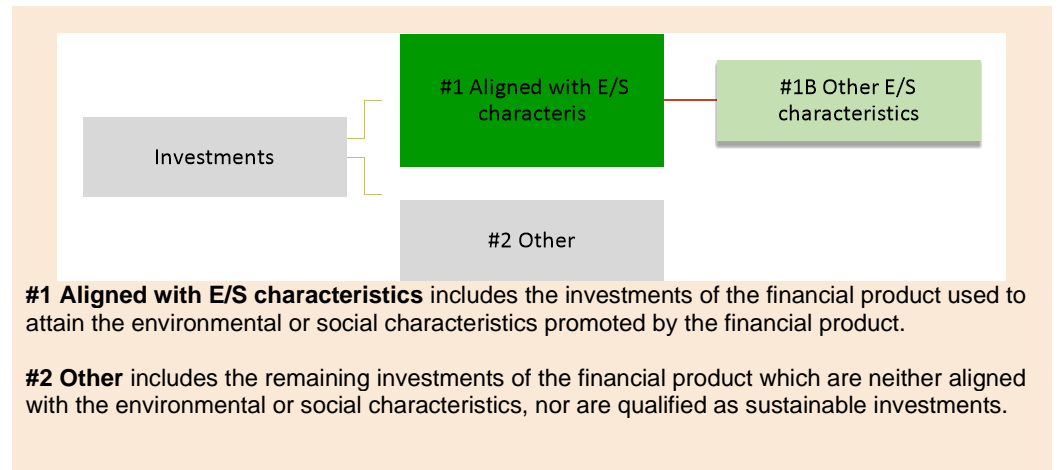 #1 Aligned with E/S
characteris
#1B Other E/S
characteristics
Investments
#2 Other
#1 Aligned with E/S characteristics includes the investments of the financial product used to
attain the environmental or social characteristics promoted by the financial product.
#2 Other includes the remaining investments of the financial product which are neither aligned
with the environmental or social characteristics, nor are qualified as sustainable investments.